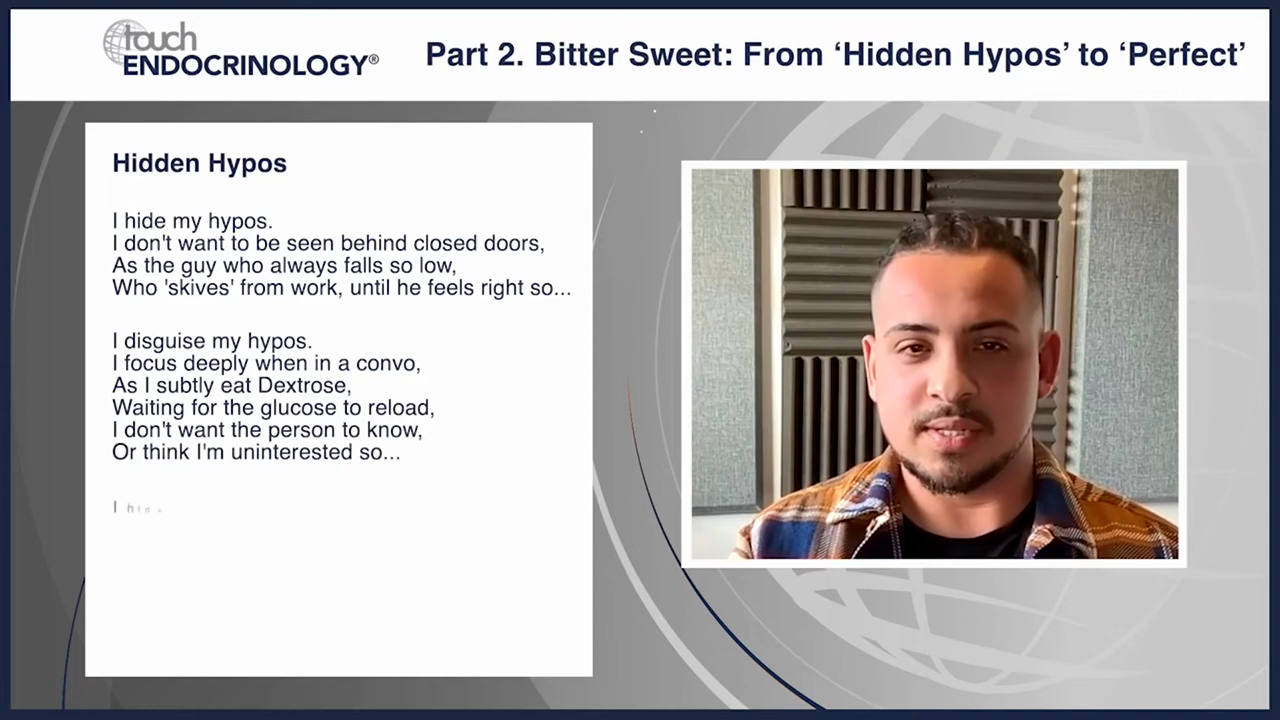 touch
ENDOCRINOLOGY®
Part 2. Bitter Sweet: From ‘Hidden Hypos’ to ‘Perfect’
Hidden Hypos
I hide my hypos.
I don't want to be seen behind closed doors,
As the guy who always falls so low,
Who 'skives' from work, until he feels right so...
I disguise my hypos.
I focus deeply when in a convo,
As I subtly eat Dextrose,
Waiting for the glucose to reload,
I don't want the person to know,
Or think I'm uninterested so...
I